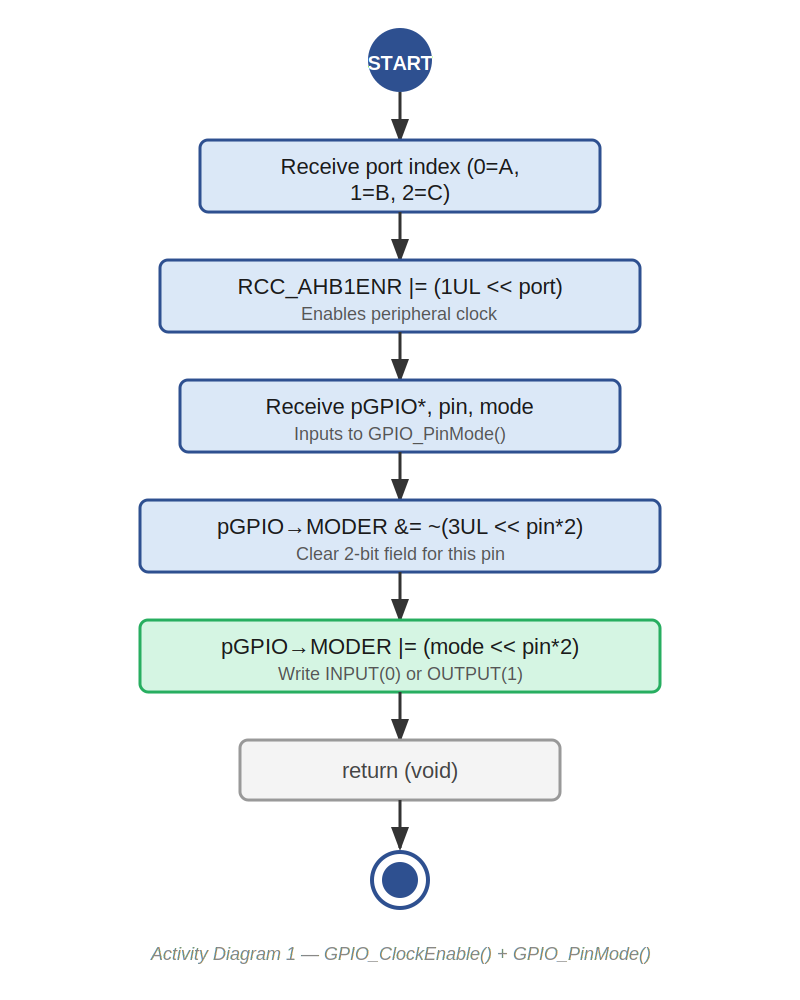 START
Receive port index (0=A,
1=B, 2=C)
RCC_AHB1ENR |= (1UL << port)
Enables peripheral clock
Receive pGPIO*, pin, mode
Inputs to GPIO_PinMode()
pGPIO→MODER &= ~(3UL << pin*2)
Clear 2-bit field for this pin
pGPIO→MODER |= (mode << pin*2)
Write INPUT(0) or OUTPUT(1)
return (void)
Activity Diagram 1 — GPIO_ClockEnable() + GPIO_PinMode()